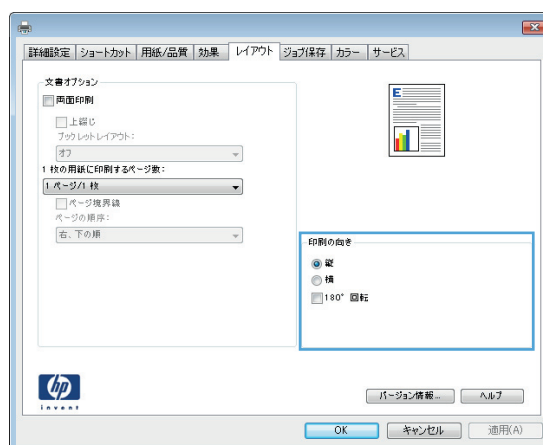 詳細設定 ショートカット 用紙/品質 効果 レイアウト ジョブ保存 カラー サービス
文書オプション
両面印刷
上綴じ
ブックレットレイアウト:
オフ
1 枚の用紙に印刷するページ数:
1 ページ/1 枚
ページ境界線
ページの順序:
右、下の順
E
印刷の向き
縦
横
180° 回転
hp
invent
バージョン情報... ヘルプ
OK キャンセル 適用(A)